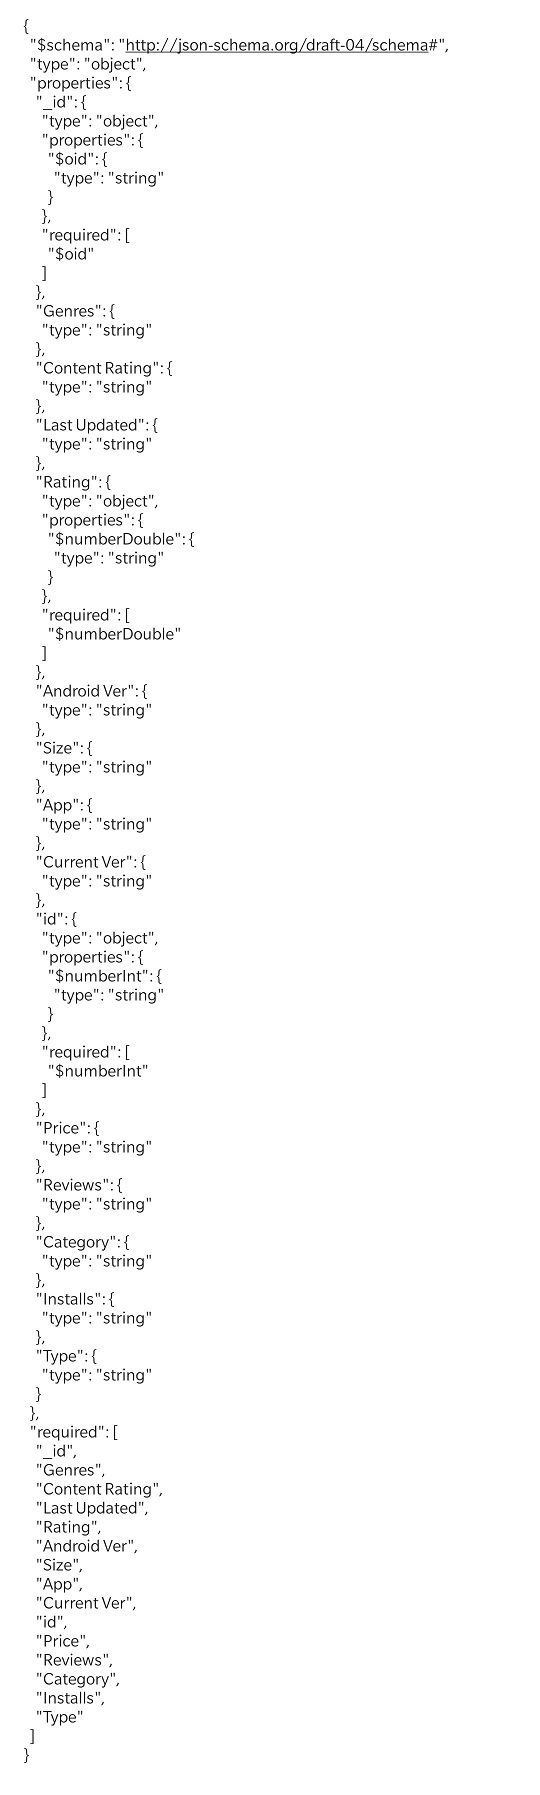 {
  "$schema": "http://json-schema.org/draft-04/schema#",
  "type": "object",
  "properties": {
    "_id": {
      "type": "object",
      "properties": {
        "$oid": {
          "type": "string"
        }
      },
      "required": [
        "$oid"
      ]
    },
    "Genres": {
      "type": "string"
    },
    "Content Rating": {
      "type": "string"
    },
    "Last Updated": {
      "type": "string"
    },
    "Rating": {
      "type": "object",
      "properties": {
        "$numberDouble": {
          "type": "string"
        }
      },
      "required": [
        "$numberDouble"
      ]
    },
    "Android Ver": {
      "type": "string"
    },
    "Size": {
      "type": "string"
    },
    "App": {
      "type": "string"
    },
    "Current Ver": {
      "type": "string"
    },
    "id": {
      "type": "object",
      "properties": {
        "$numberInt": {
          "type": "string"
        }
      },
      "required": [
        "$numberInt"
      ]
    },
    "Price": {
      "type": "string"
    },
    "Reviews": {
      "type": "string"
    },
    "Category": {
      "type": "string"
    },
    "Installs": {
      "type": "string"
    },
    "Type": {
      "type": "string"
    }
  },
  "required": [
    "_id",
    "Genres",
    "Content Rating",
    "Last Updated",
    "Rating",
    "Android Ver",
    "Size",
    "App",
    "Current Ver",
    "id",
    "Price",
    "Reviews",
    "Category",
    "Installs",
    "Type"
  ]
}